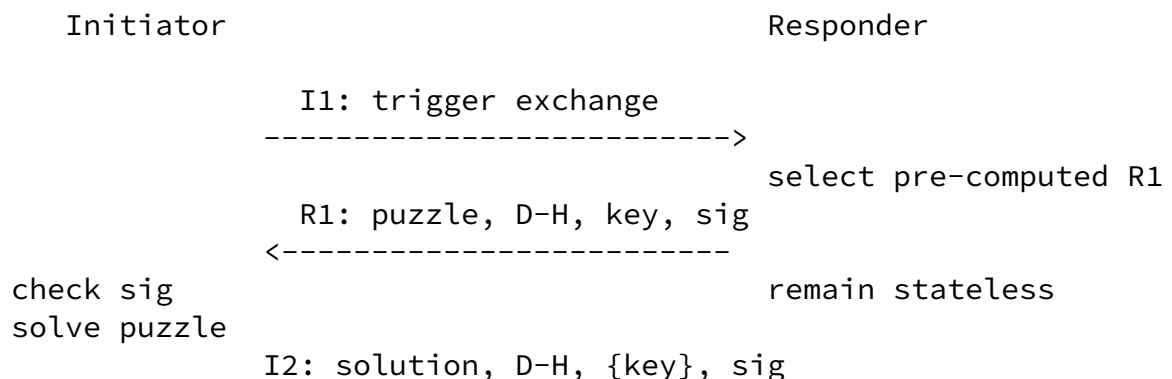 Initiator                                Responder
I1: trigger exchange
-------------------------->
select pre-computed R1
R1: puzzle, D-H, key, sig
<-------------------------
check sig                                 remain stateless
solve puzzle
I2: solution, D-H, {key}, sig